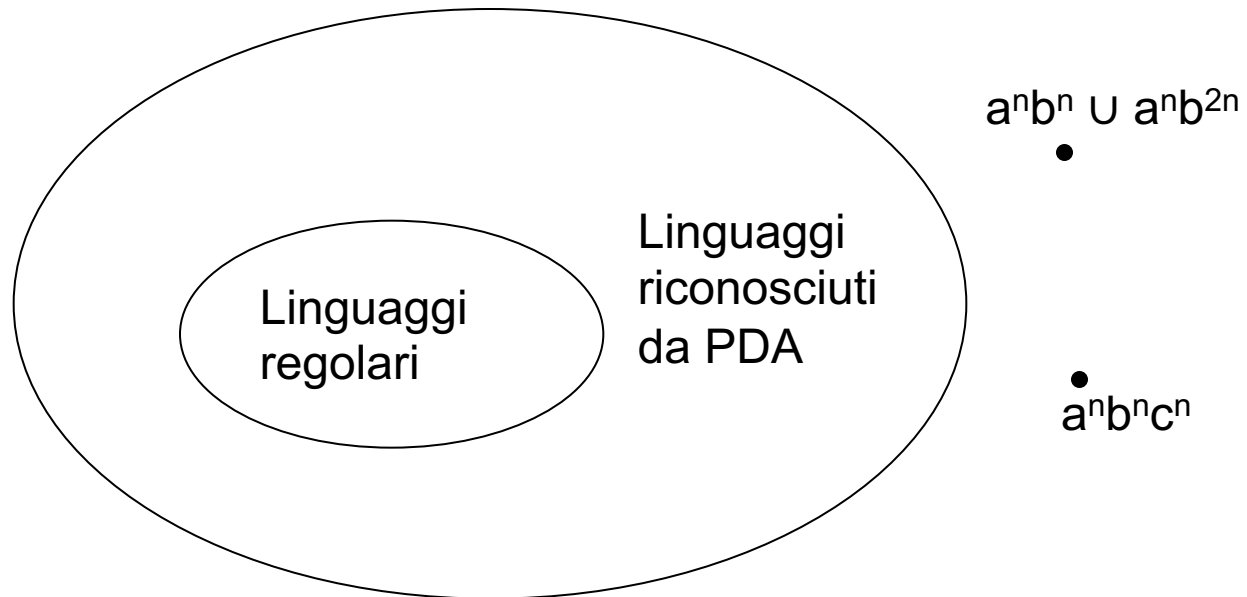 aⁿbⁿ ∪ aⁿb²ⁿ
Linguaggi
riconosciuti
da PDA
Linguaggi
regolari
aⁿbⁿcⁿ